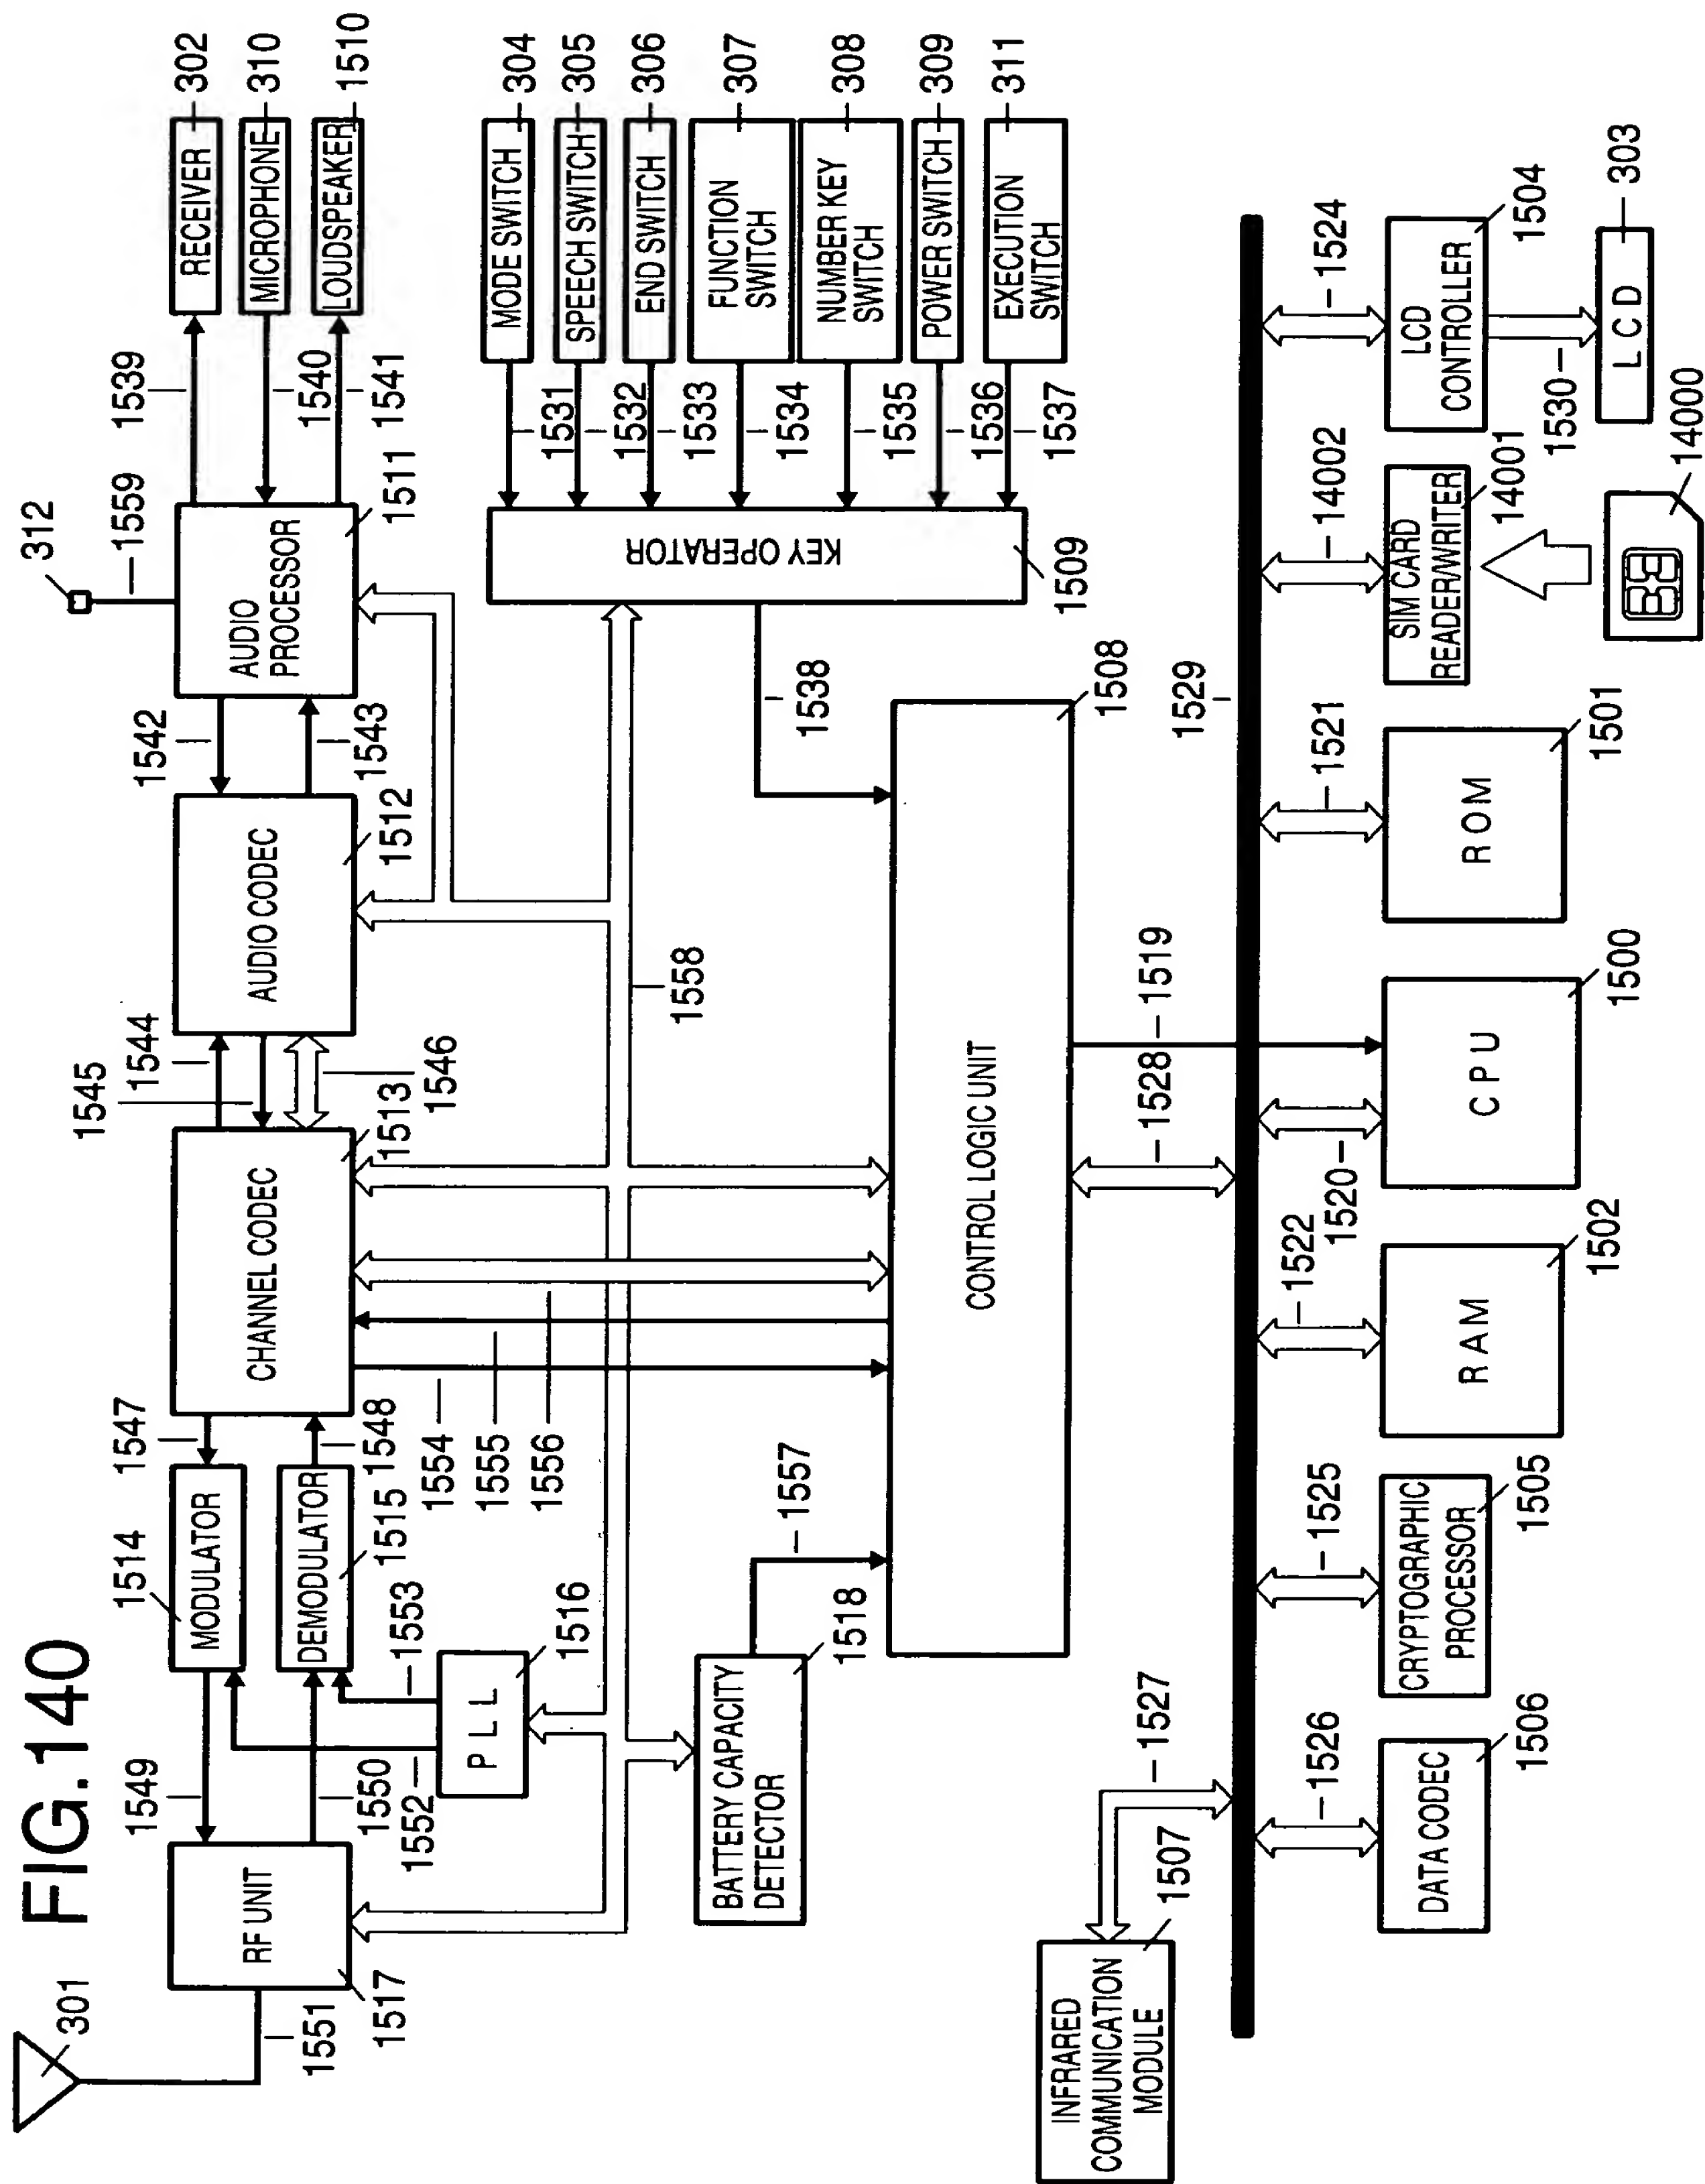 FIG.140
301
1551
RF UNIT
1517
1549
1550
1514
MODULATOR
DEMODULATOR
1515
1547
1548
1552
1553
PLL
1516
CHANNEL CODEC
1513
1545
1544
1546
AUDIO CODEC
1512
1542
1543
AUDIO
PROCESSOR
1511
312
1559
1539
1540
1541
RECEIVER
302
MICROPHONE
310
LOUDSPEAKER
1510
MODE SWITCH
304
SPEECH SWITCH
305
END SWITCH
306
FUNCTION
SWITCH
307
NUMBER KEY
SWITCH
308
POWER SWITCH
309
EXECUTION
SWITCH
311
1531
1532
1533
1534
1535
1536
1537
KEY OPERATOR
1509
1538
1554
1555
1556
1558
BATTERY CAPACITY
DETECTOR
1518
1557
CONTROL LOGIC UNIT
1508
INFRARED
COMMUNICATION
MODULE
1507
1527
1528
1519
1529
1526
DATA CODEC
1506
1525
CRYPTOGRAPHIC
PROCESSOR
1505
1522
RAM
1502
1520
CPU
1500
1521
ROM
1501
14002
SIM CARD
READER/WRITER
14001
14000
1524
LCD
CONTROLLER
1504
1530
LCD
303